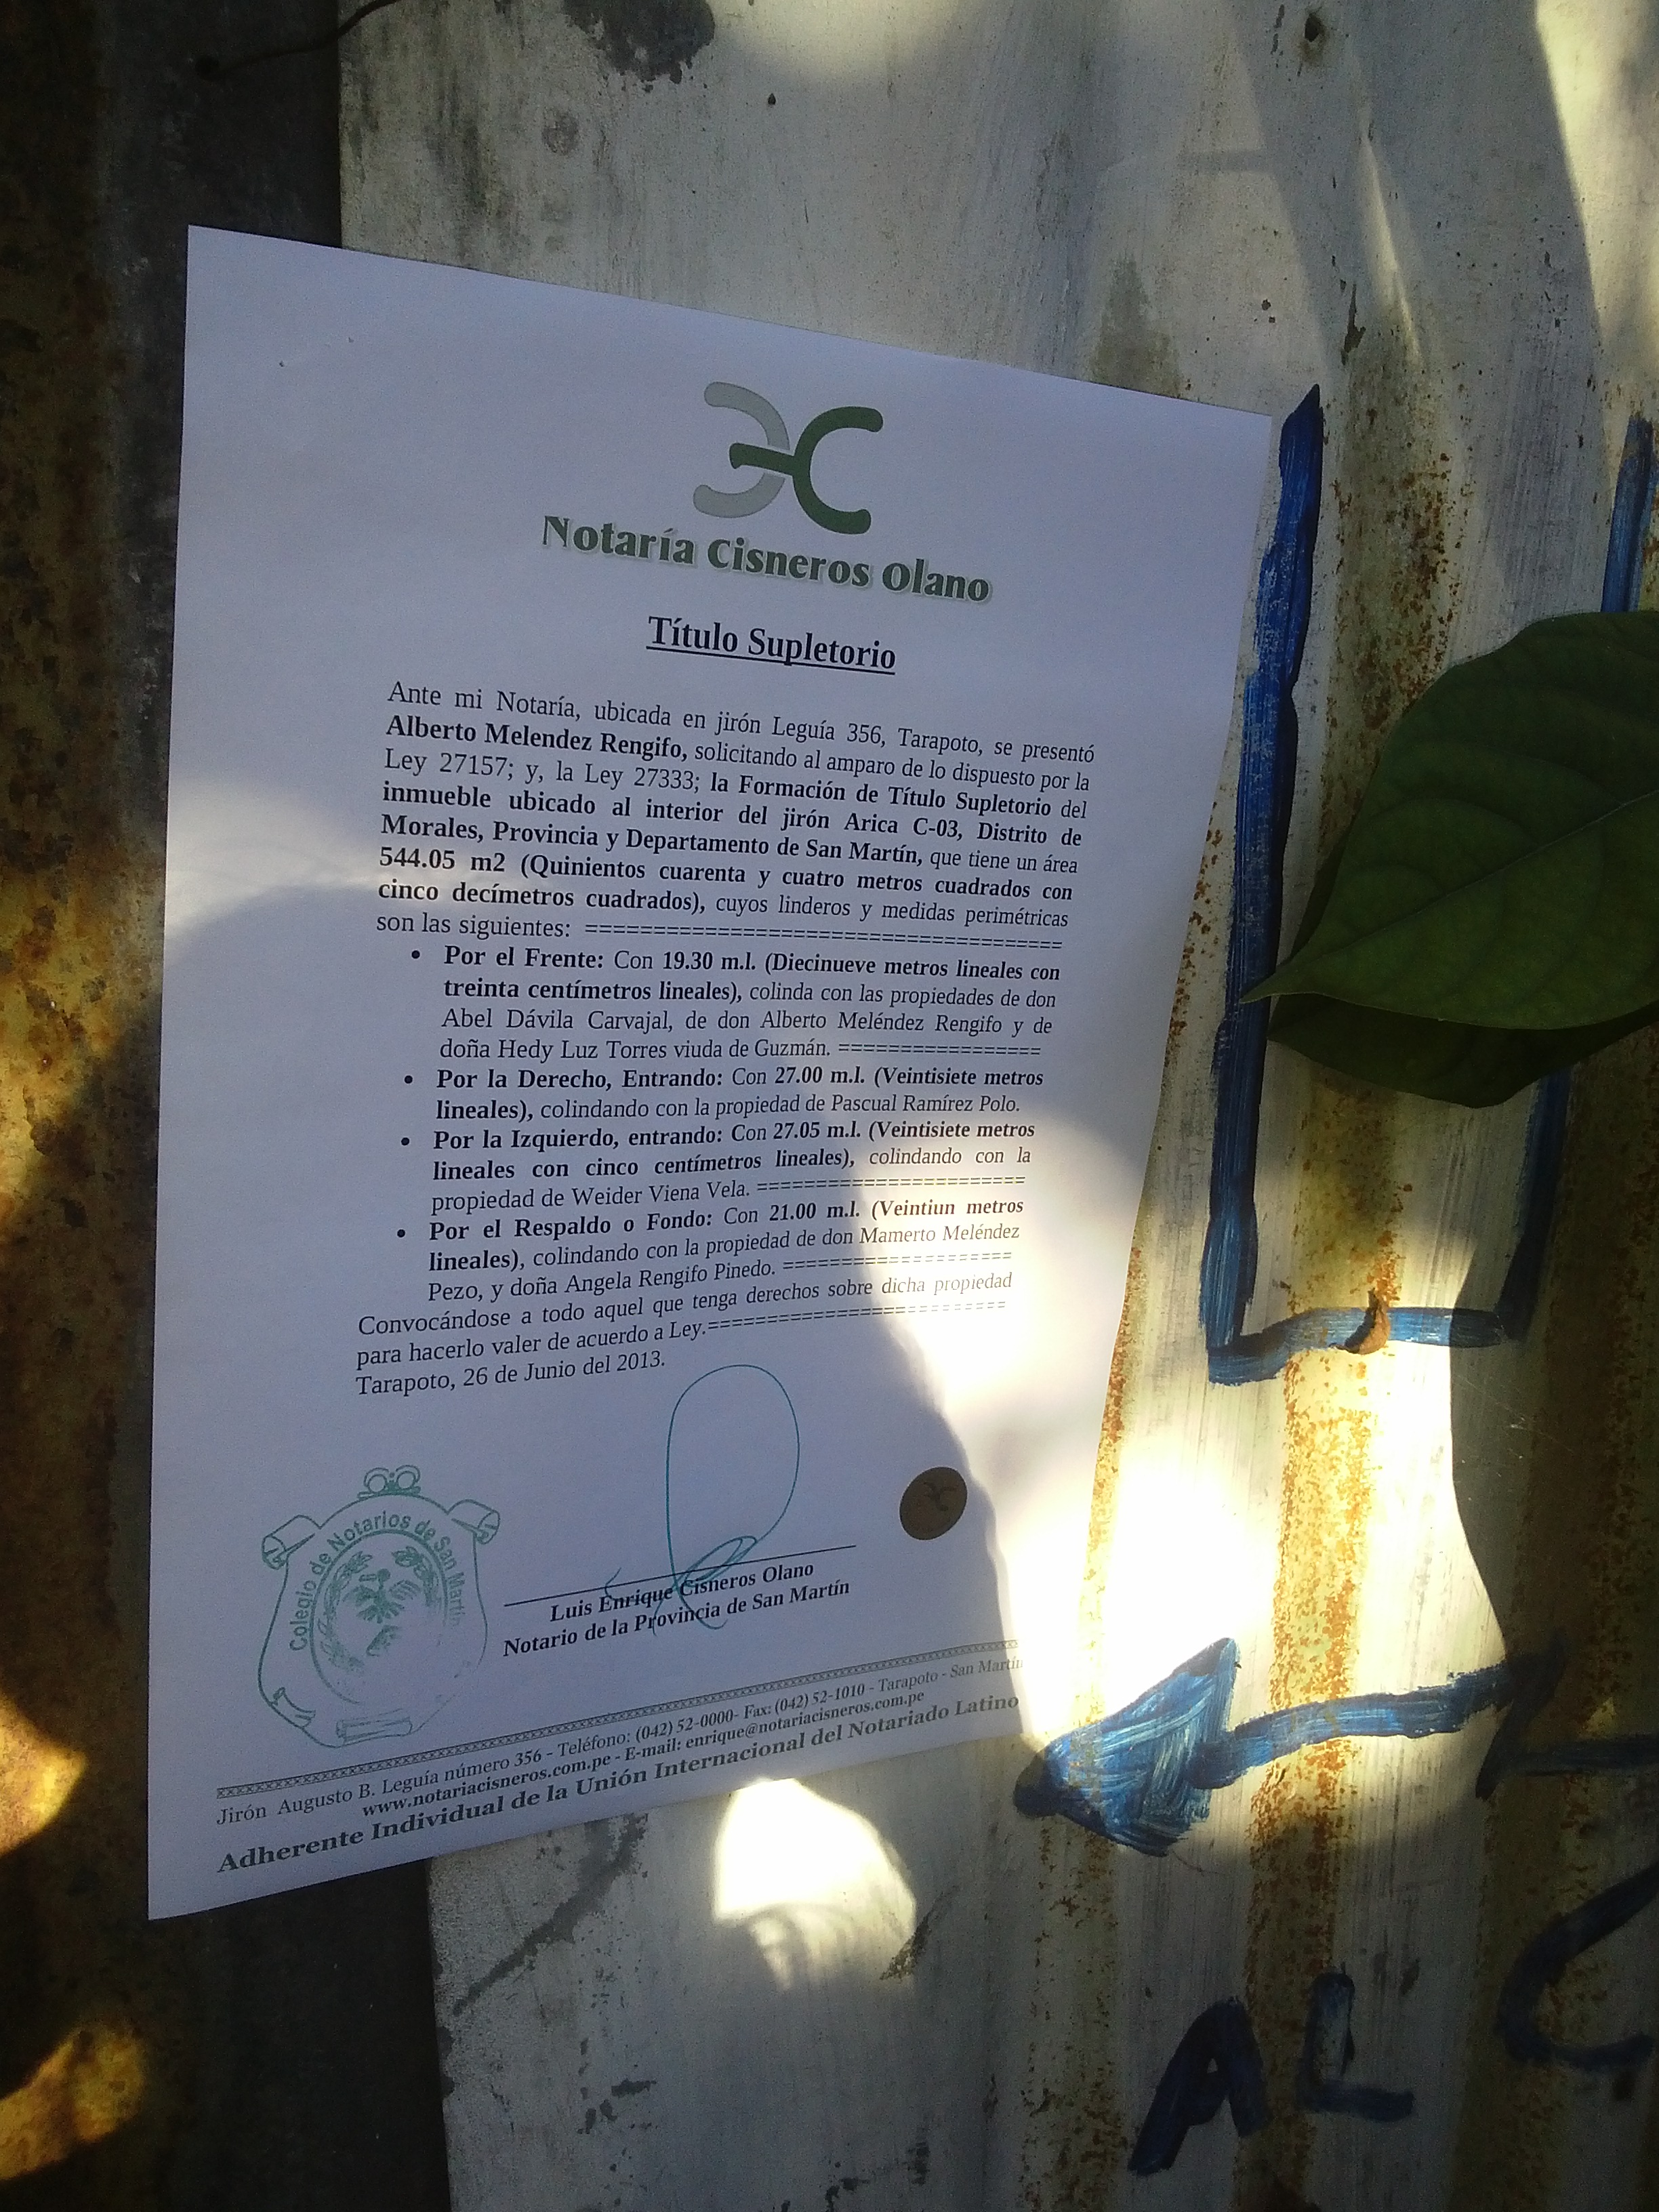 Notaría Cisneros Olano
Título Supletorio
Ante mi Notaría, ubicada en jirón Leguía 356, Tarapoto, se presentó
Alberto Melendez Rengifo, solicitando al amparo de lo dispuesto por la
Ley 27157; y, la Ley 27333; la Formación de Título Supletorio del
inmueble ubicado al interior del jirón Arica C-03, Distrito de
Morales, Provincia y Departamento de San Martín, que tiene un área
544.05 m2 (Quinientos cuarenta y cuatro metros cuadrados con
cinco decímetros cuadrados), cuyos linderos y medidas perimétricas
son las siguientes: ====================================
• Por el Frente: Con 19.30 m.l. (Diecinueve metros lineales con
treinta centímetros lineales), colinda con las propiedades de don
Abel Dávila Carvajal, de don Alberto Meléndez Rengifo y de
doña Hedy Luz Torres viuda de Guzmán. =================
• Por la Derecho, Entrando: Con 27.00 m.l. (Veintisiete metros
lineales), colindando con la propiedad de Pascual Ramírez Polo.
• Por la Izquierdo, entrando: Con 27.05 m.l. (Veintisiete metros
lineales con cinco centímetros lineales), colindando con la
propiedad de Weider Viena Vela. ======================
• Por el Respaldo o Fondo: Con 21.00 m.l. (Veintiun metros
lineales), colindando con la propiedad de don Mamerto Meléndez
Pezo, y doña Angela Rengifo Pinedo. ===================
Convocándose a todo aquel que tenga derechos sobre dicha propiedad
para hacerlo valer de acuerdo a Ley.=========================
Tarapoto, 26 de Junio del 2013.
Colegio de Notarios de San Martín
Luis Enrique Cisneros Olano
Notario de la Provincia de San Martín
Jirón Augusto B. Leguía número 356 - Teléfono: (042) 52-0000- Fax: (042) 52-1010 - Tarapoto - San Martín
www.notariacisneros.com.pe - E-mail: enrique@notariacisneros.com.pe
Adherente Individual de la Unión Internacional del Notariado Latino
AL